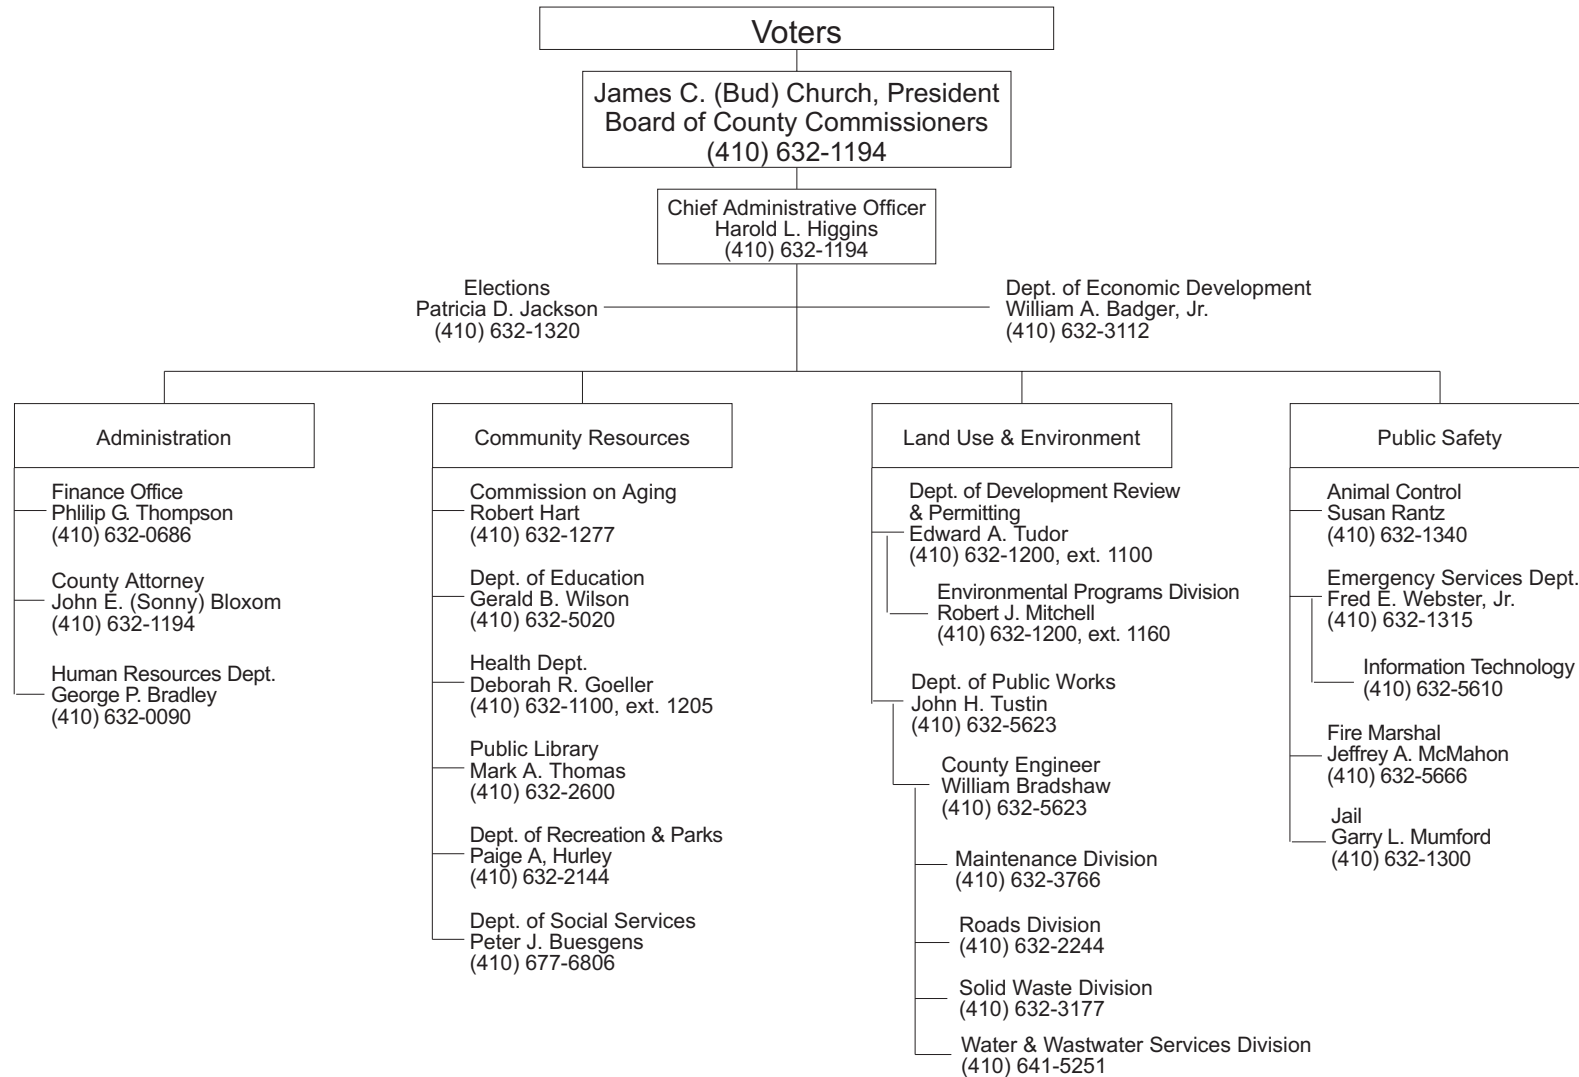 Voters
James C. (Bud) Church, President
Board of County Commissioners
(410) 632-1194
Chief Administrative Officer
Harold L. Higgins
(410) 632-1194
Elections
Patricia D. Jackson
(410) 632-1320
Dept. of Economic Development
William A. Badger, Jr.
(410) 632-3112
Administration
Finance Office
Phlilip G. Thompson
(410) 632-0686
County Attorney
John E. (Sonny) Bloxom
(410) 632-1194
Human Resources Dept.
George P. Bradley
(410) 632-0090
Community Resources
Commission on Aging
Robert Hart
(410) 632-1277
Dept. of Education
Gerald B. Wilson
(410) 632-5020
Health Dept.
Deborah R. Goeller
(410) 632-1100, ext. 1205
Public Library
Mark A. Thomas
(410) 632-2600
Dept. of Recreation & Parks
Paige A, Hurley
(410) 632-2144
Dept. of Social Services
Peter J. Buesgens
(410) 677-6806
Land Use & Environment
Dept. of Development Review
& Permitting
Edward A. Tudor
(410) 632-1200, ext. 1100
Environmental Programs Division
Robert J. Mitchell
(410) 632-1200, ext. 1160
Dept. of Public Works
John H. Tustin
(410) 632-5623
County Engineer
William Bradshaw
(410) 632-5623
Maintenance Division
(410) 632-3766
Roads Division
(410) 632-2244
Solid Waste Division
(410) 632-3177
Water & Wastwater Services Division
(410) 641-5251
Public Safety
Animal Control
Susan Rantz
(410) 632-1340
Emergency Services Dept.
Fred E. Webster, Jr.
(410) 632-1315
Information Technology
(410) 632-5610
Fire Marshal
Jeffrey A. McMahon
(410) 632-5666
Jail
Garry L. Mumford
(410) 632-1300